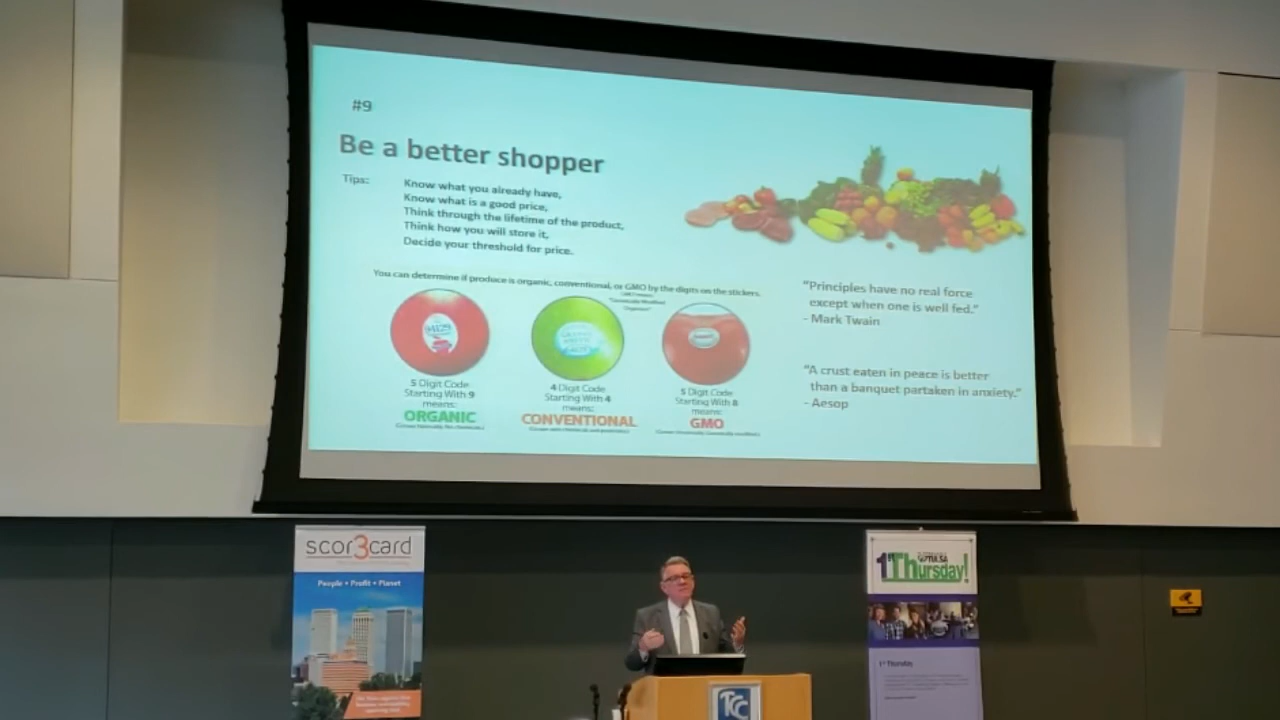 #9
Be a better shopper
Tips:
Know what you already have,
Know what is a good price,
Think through the lifetime of the product,
Think how you will store it,
Decide your threshold for price.
You can determine if produce is organic, conventional, or GMO by the digits on the stickers.
5 Digit Code
Starting With 9
means:
ORGANIC
4 Digit Code
Starting With 4
means:
CONVENTIONAL
5 Digit Code
Starting With 8
means:
GMO
“Principles have no real force
except when one is well fed.”
- Mark Twain
“A crust eaten in peace is better
than a banquet partaken in anxiety.”
- Aesop
scor3card
People • Profit • Planet
1st Thursday!
TULSA
1st Thursday
TCC